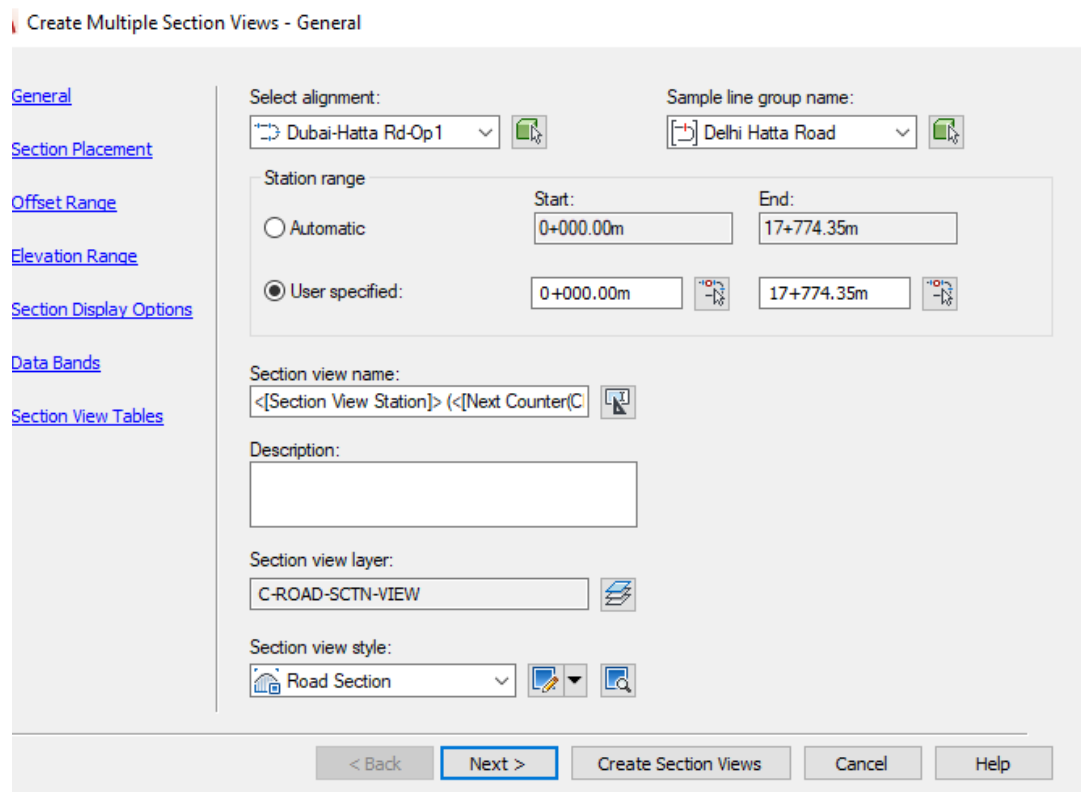 Create Multiple Section Views - General
General
Section Placement
Offset Range
Elevation Range
Section Display Options
Data Bands
Section View Tables
Select alignment:
Dubai-Hatta Rd-Op1
Sample line group name:
Delhi Hatta Road
Station range
Start:
End:
Automatic
0+000.00m
17+774.35m
User specified:
0+000.00m
17+774.35m
Section view name:
<[Section View Station]> (<[Next Counter(C
Description:
Section view layer:
C-ROAD-SCTN-VIEW
Section view style:
Road Section
< Back
Next >
Create Section Views
Cancel
Help